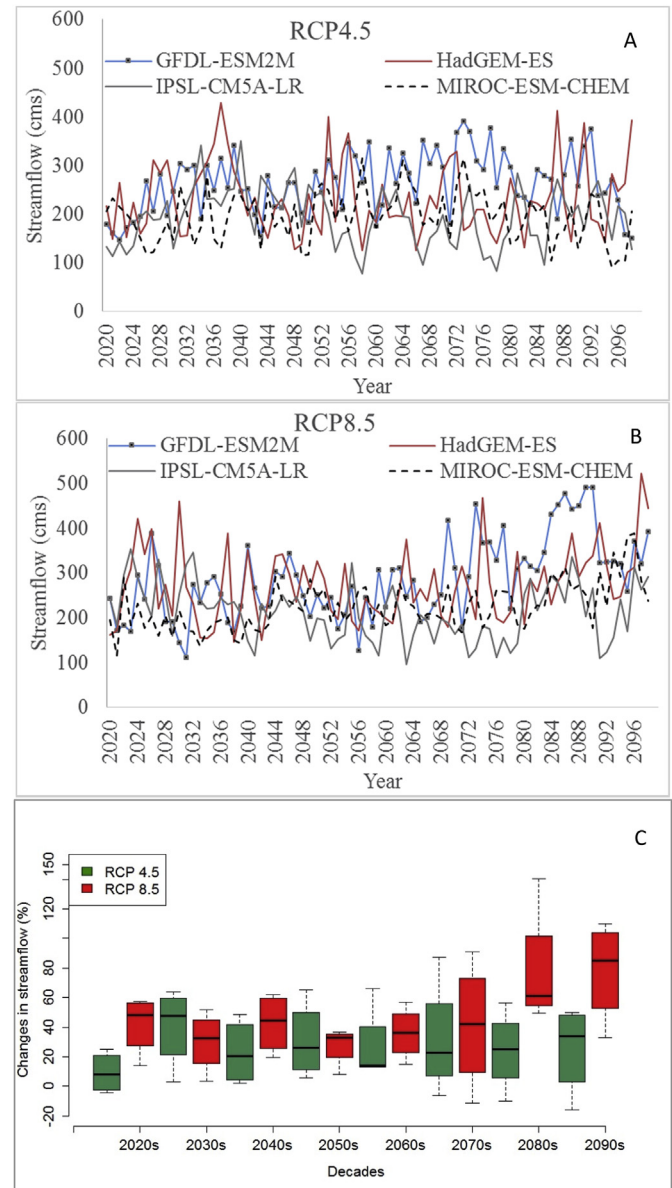 RCP4.5
A
GFDL-ESM2M
HadGEM-ES
IPSL-CM5A-LR
MIROC-ESM-CHEM
Streamflow (cms)
600
500
400
300
200
100
0
2020 2024 2028 2032 2036 2040 2044 2048 2052 2056 2060 2064 2068 2072 2076 2080 2084 2088 2092 2096
Year
RCP8.5
B
GFDL-ESM2M
HadGEM-ES
IPSL-CM5A-LR
MIROC-ESM-CHEM
Streamflow (cms)
600
500
400
300
200
100
0
2020 2024 2028 2032 2036 2040 2044 2048 2052 2056 2060 2064 2068 2072 2076 2080 2084 2088 2092 2096
Year
C
RCP 4.5
RCP 8.5
Changes in streamflow (%)
150
120
80
60
40
20
0
-20
2020s 2030s 2040s 2050s 2060s 2070s 2080s 2090s
Decades